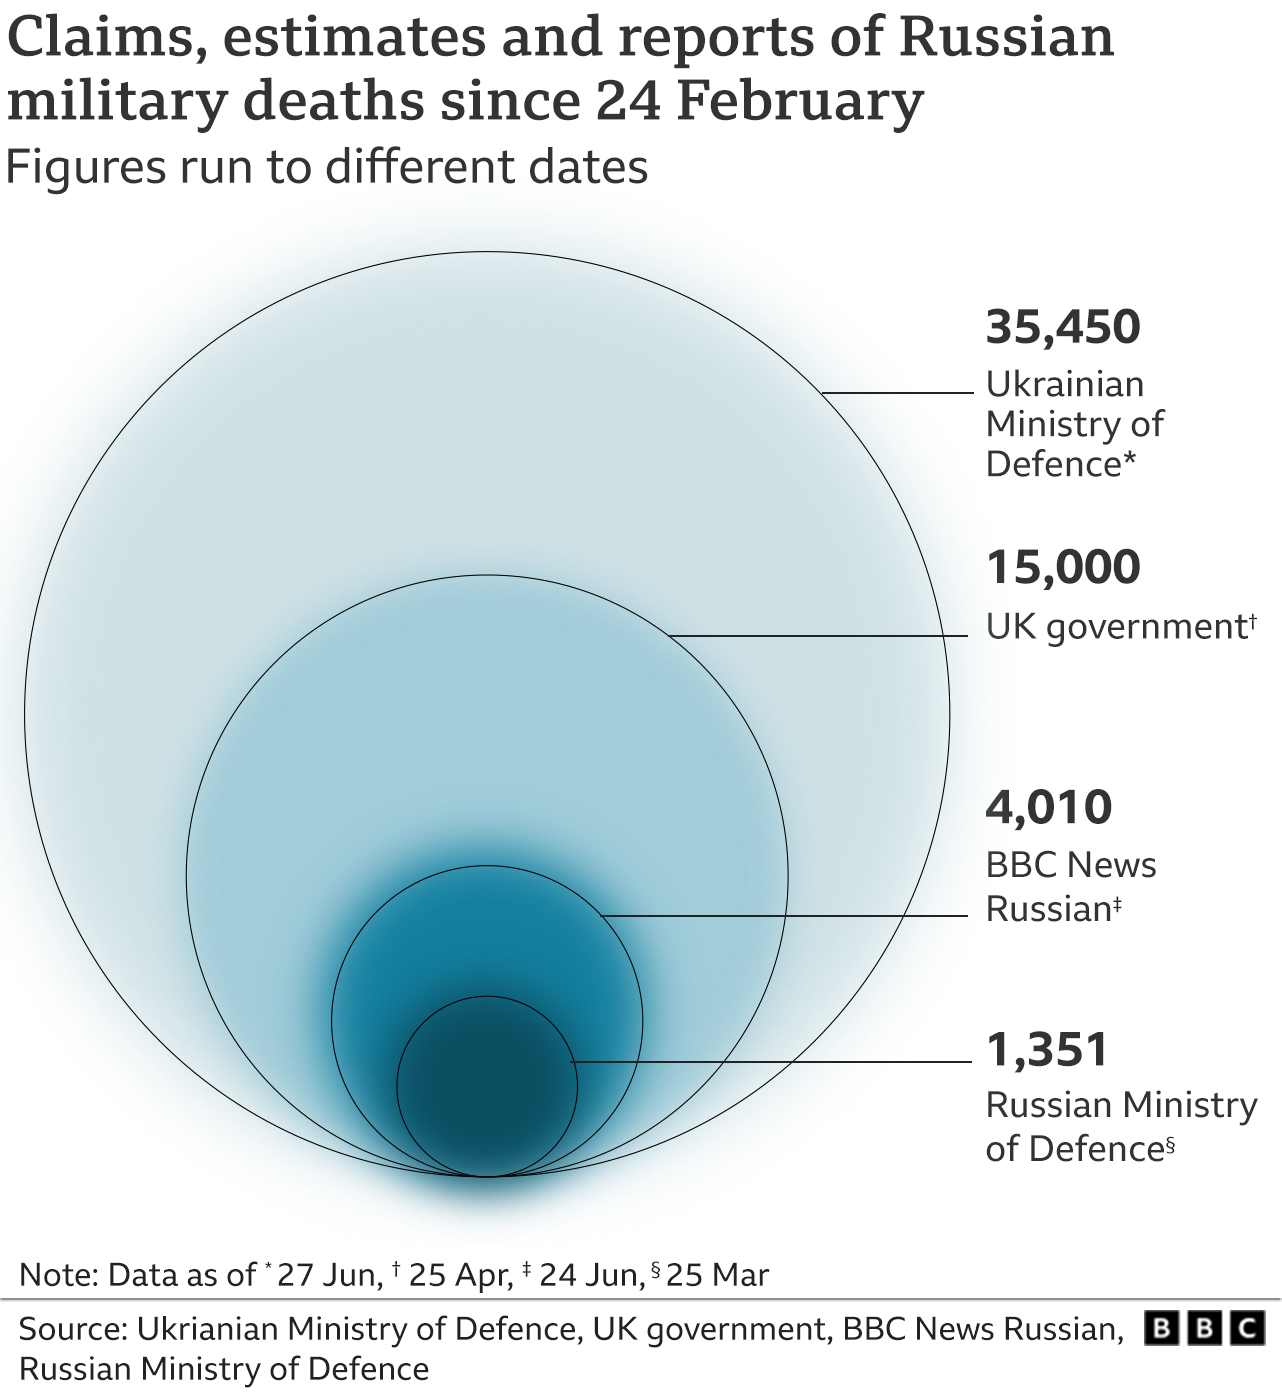 Claims, estimates and reports of Russian
military deaths since 24 February
Figures run to different dates
35,450
Ukrainian
Ministry of
Defence*
15,000
UK government†
4,010
BBC News
Russian‡
1,351
Russian Ministry
of Defence§
Note: Data as of * 27 Jun, † 25 Apr, ‡ 24 Jun, § 25 Mar
Source: Ukrianian Ministry of Defence, UK government, BBC News Russian,
Russian Ministry of Defence
BBC